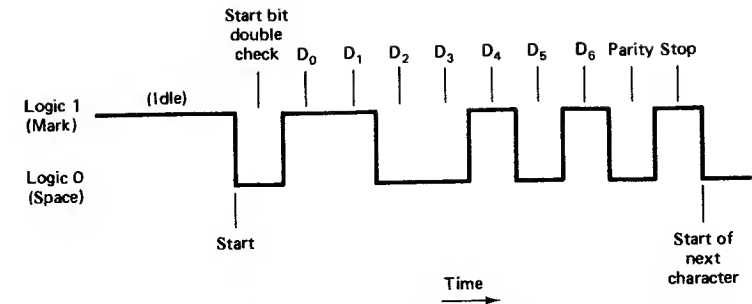 Start bit
double
check
D0
D1
D2
D3
D4
D5
D6
Parity
Stop
Logic 1
(Mark)
(Idle)
Logic 0
(Space)
Start
Start of
next
character
Time